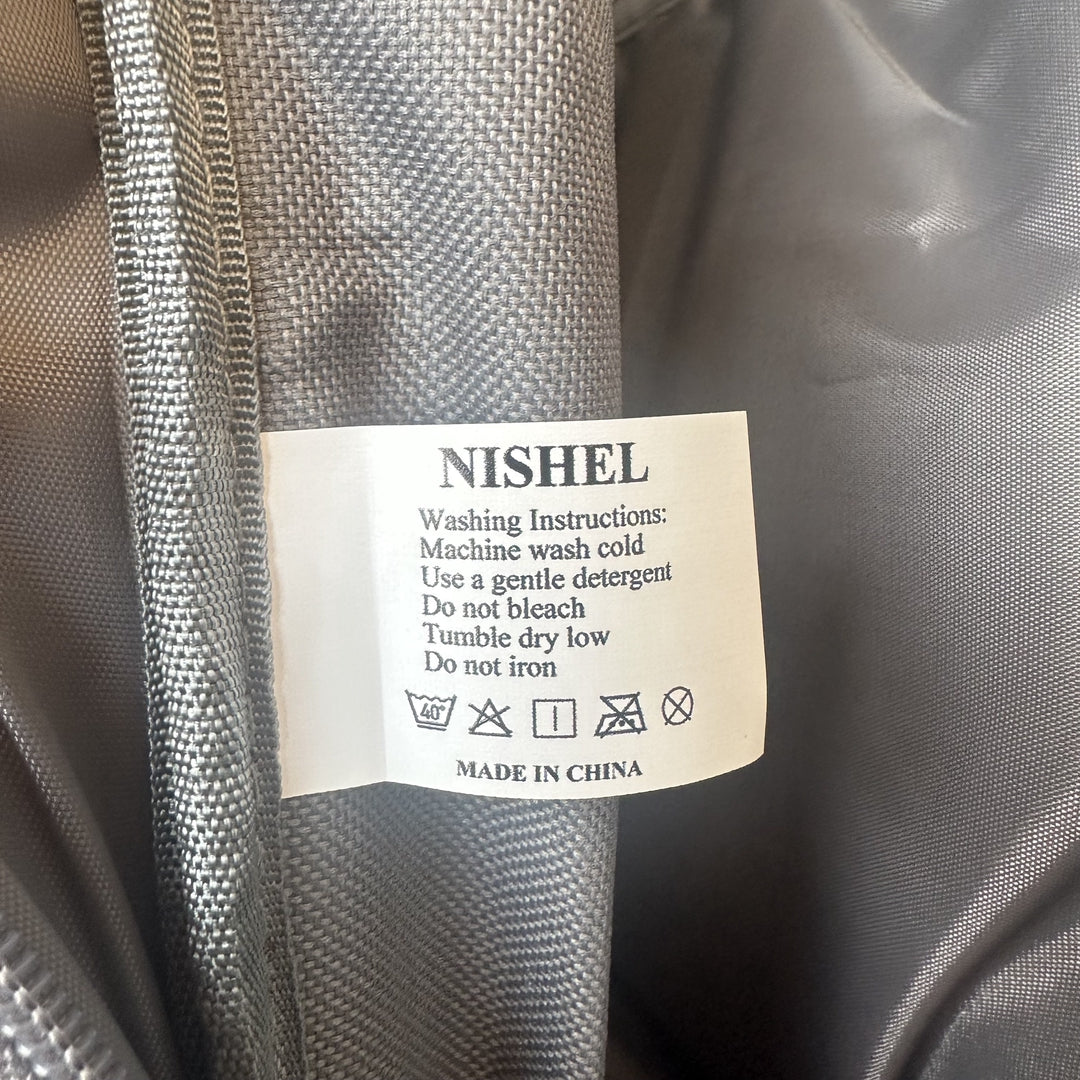 NISHEL
Washing Instructions:
Machine wash cold
Use a gentle detergent
Do not bleach
Tumble dry low
Do not iron
40°
MADE IN CHINA